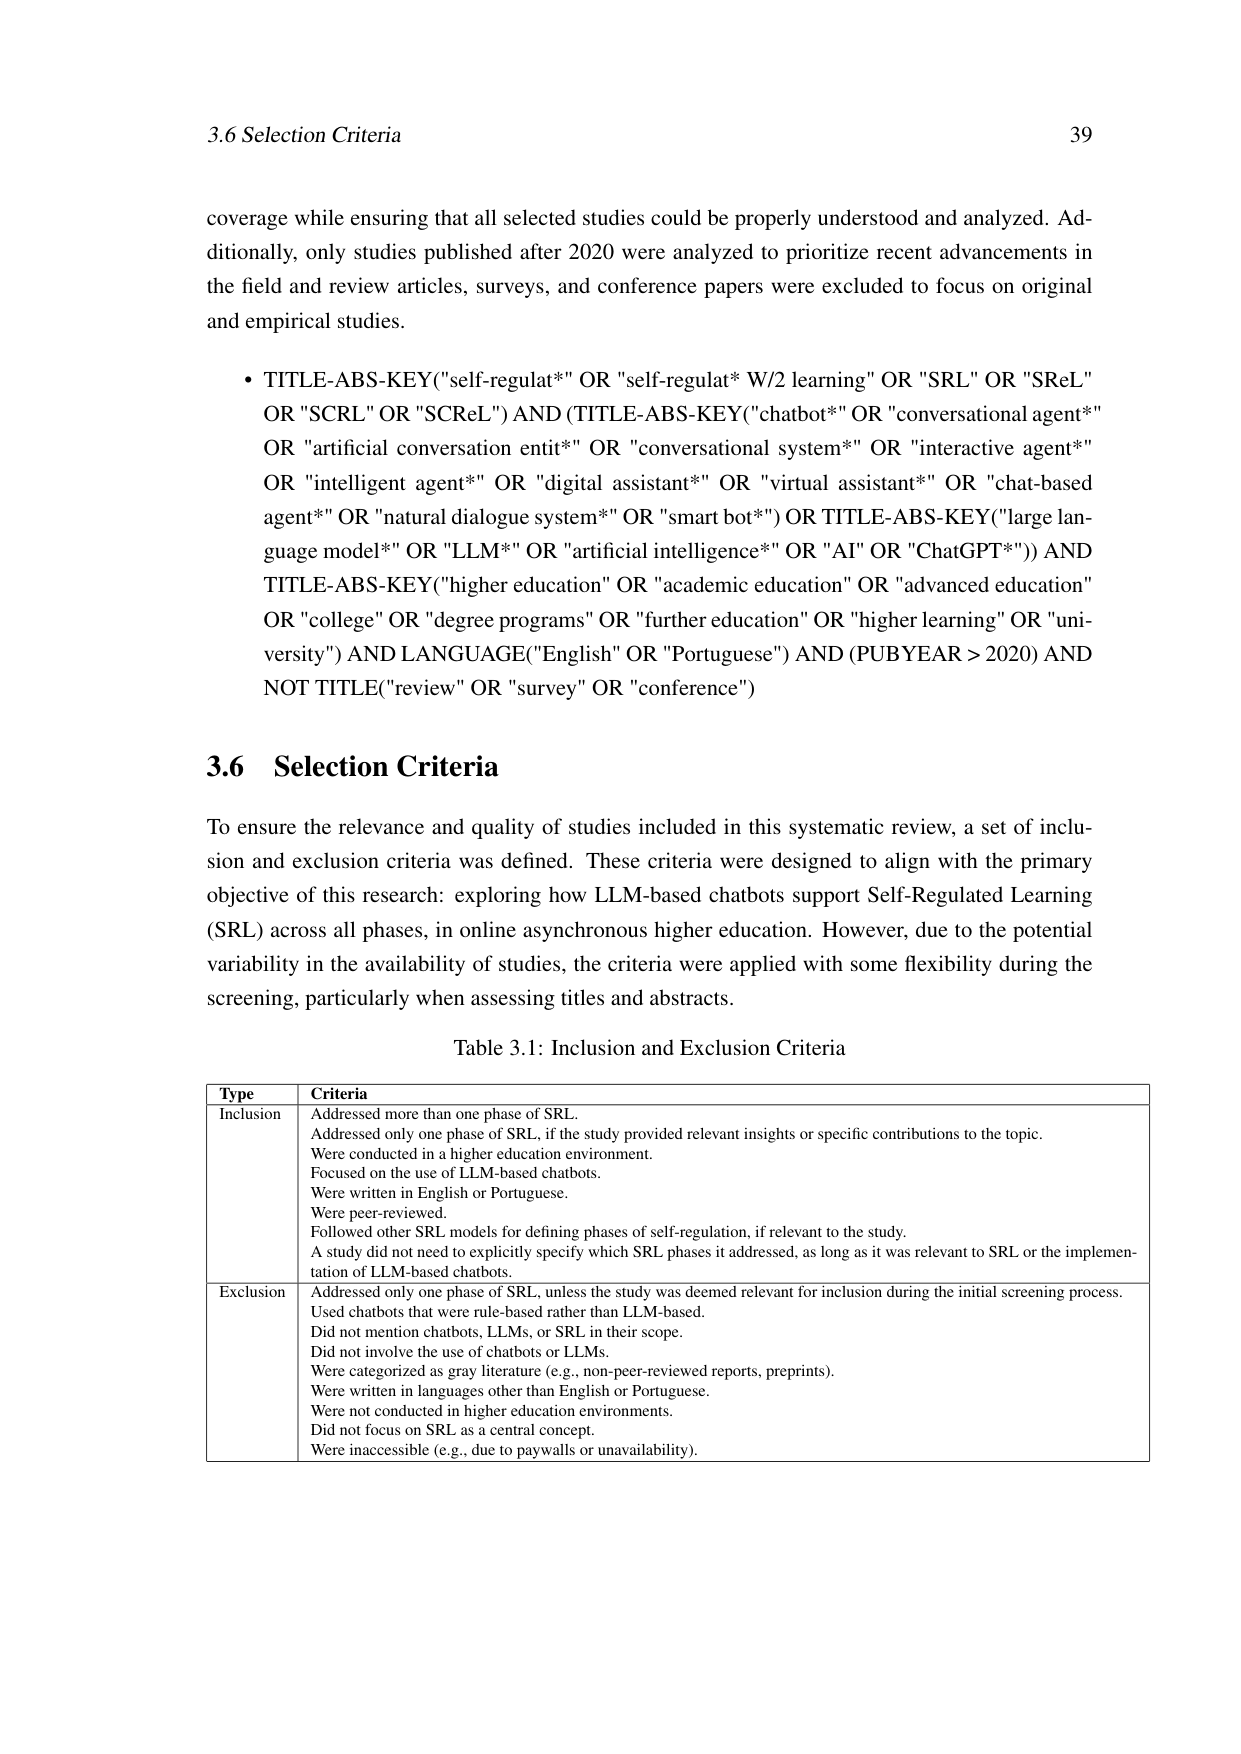 3.6 Selection Criteria 39
coverage while ensuring that all selected studies could be properly understood and analyzed. Ad-
ditionally, only studies published after 2020 were analyzed to prioritize recent advancements in
the field and review articles, surveys, and conference papers were excluded to focus on original
and empirical studies.
• TITLE-ABS-KEY("self-regulat*" OR "self-regulat* W/2 learning" OR "SRL" OR "SReL"
OR "SCRL" OR "SCReL") AND (TITLE-ABS-KEY("chatbot*" OR "conversational agent*"
OR "artificial conversation entit*" OR "conversational system*" OR "interactive agent*"
OR "intelligent agent*" OR "digital assistant*" OR "virtual assistant*" OR "chat-based
agent*" OR "natural dialogue system*" OR "smart bot*") OR TITLE-ABS-KEY("large lan-
guage model*" OR "LLM*" OR "artificial intelligence*" OR "AI" OR "ChatGPT*")) AND
TITLE-ABS-KEY("higher education" OR "academic education" OR "advanced education"
OR "college" OR "degree programs" OR "further education" OR "higher learning" OR "uni-
versity") AND LANGUAGE("English" OR "Portuguese") AND (PUBYEAR > 2020) AND
NOT TITLE("review" OR "survey" OR "conference")
3.6 Selection Criteria
To ensure the relevance and quality of studies included in this systematic review, a set of inclu-
sion and exclusion criteria was defined. These criteria were designed to align with the primary
objective of this research: exploring how LLM-based chatbots support Self-Regulated Learning
(SRL) across all phases, in online asynchronous higher education. However, due to the potential
variability in the availability of studies, the criteria were applied with some flexibility during the
screening, particularly when assessing titles and abstracts.
Table 3.1: Inclusion and Exclusion Criteria
Type Criteria
Inclusion Addressed more than one phase of SRL.
Addressed only one phase of SRL, if the study provided relevant insights or specific contributions to the topic.
Were conducted in a higher education environment.
Focused on the use of LLM-based chatbots.
Were written in English or Portuguese.
Were peer-reviewed.
Followed other SRL models for defining phases of self-regulation, if relevant to the study.
A study did not need to explicitly specify which SRL phases it addressed, as long as it was relevant to SRL or the implemen-
tation of LLM-based chatbots.
Exclusion Addressed only one phase of SRL, unless the study was deemed relevant for inclusion during the initial screening process.
Used chatbots that were rule-based rather than LLM-based.
Did not mention chatbots, LLMs, or SRL in their scope.
Did not involve the use of chatbots or LLMs.
Were categorized as gray literature (e.g., non-peer-reviewed reports, preprints).
Were written in languages other than English or Portuguese.
Were not conducted in higher education environments.
Did not focus on SRL as a central concept.
Were inaccessible (e.g., due to paywalls or unavailability).